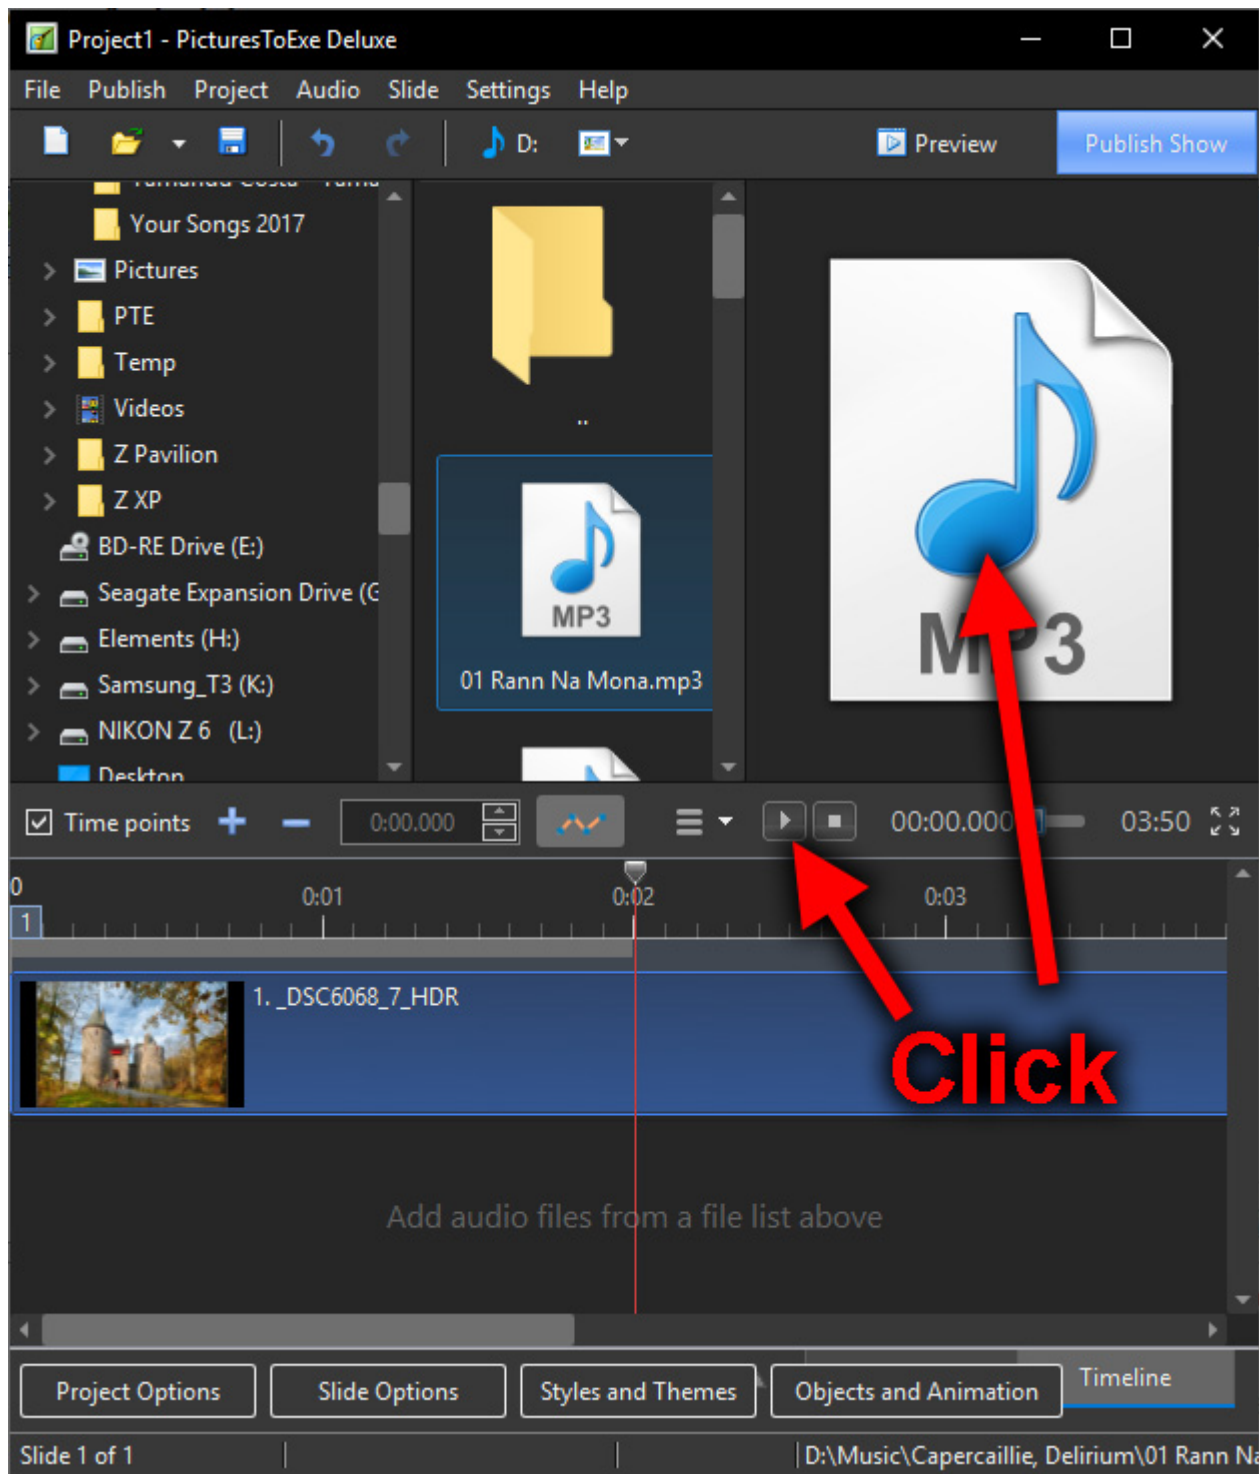 Project1 - PicturesToExe Deluxe
File Publish Project Audio Slide Settings Help
D: Preview Publish Show
Your Songs 2017
Pictures
PTE
Temp
Videos
Z Pavilion
Z XP
BD-RE Drive (E:)
Seagate Expansion Drive (G
Elements (H:)
Samsung_T3 (K:)
NIKON Z 6 (L:)
Desktop
..
MP3
01 Rann Na Mona.mp3
MP3
Time points 0:00.000 00:00.000 03:50
0 0:01 0:02 0:03
1
1. _DSC6068_7_HDR
Click
Add audio files from a file list above
Project Options Slide Options Styles and Themes Objects and Animation Timeline
Slide 1 of 1 D:\Music\Capercaillie, Delirium\01 Rann Na